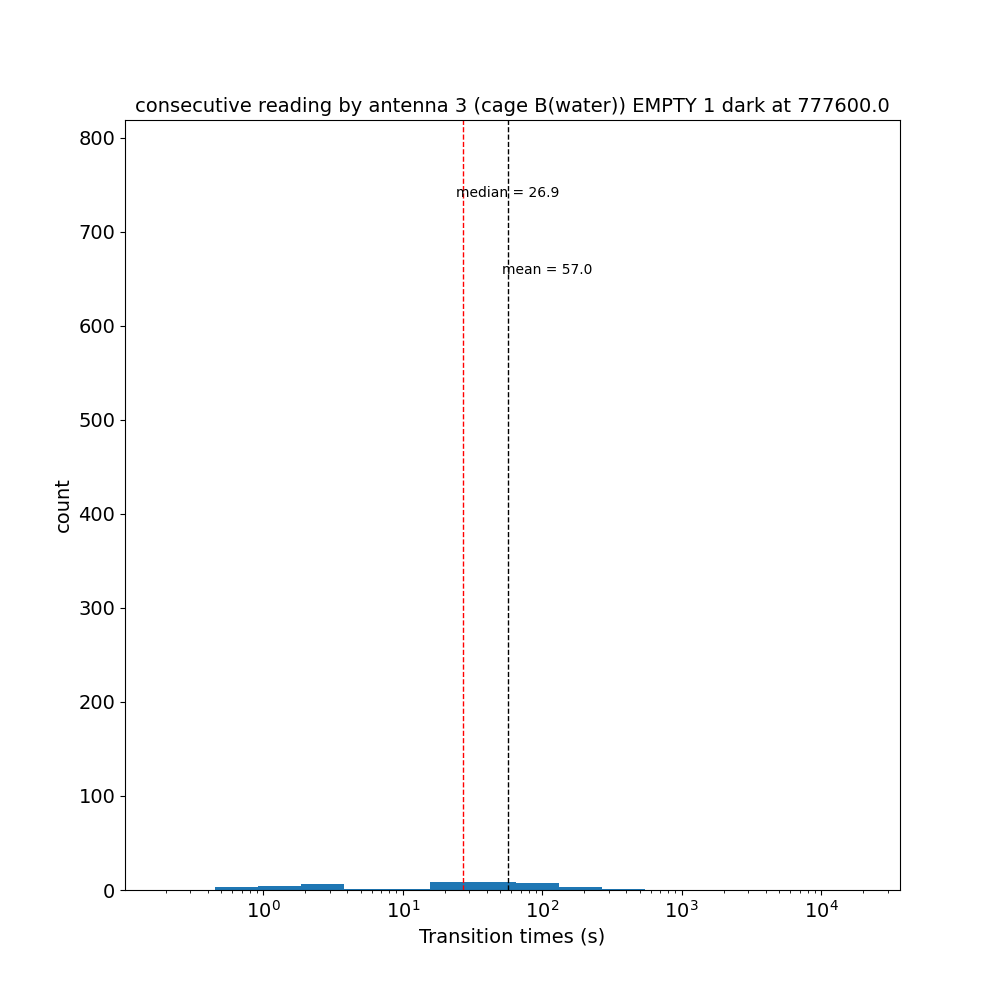 consecutive reading by antenna 3 (cage B(water)) EMPTY 1 dark at 777600.0
800
700
600
500
400
300
200
100
0
count
median = 26.9
mean = 57.0
10⁰
10¹
10²
10³
10⁴
Transition times (s)